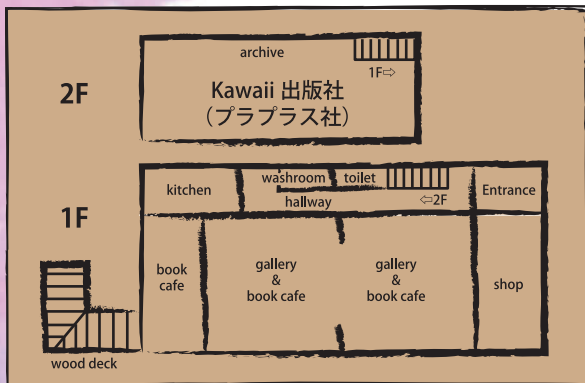 2F
archive
1F⇨
Kawaii 出版社
（プラプラス社）
1F
kitchen
washroom
toilet
hallway
⇦2F
Entrance
book
cafe
gallery
&
book cafe
gallery
&
book cafe
shop
wood deck